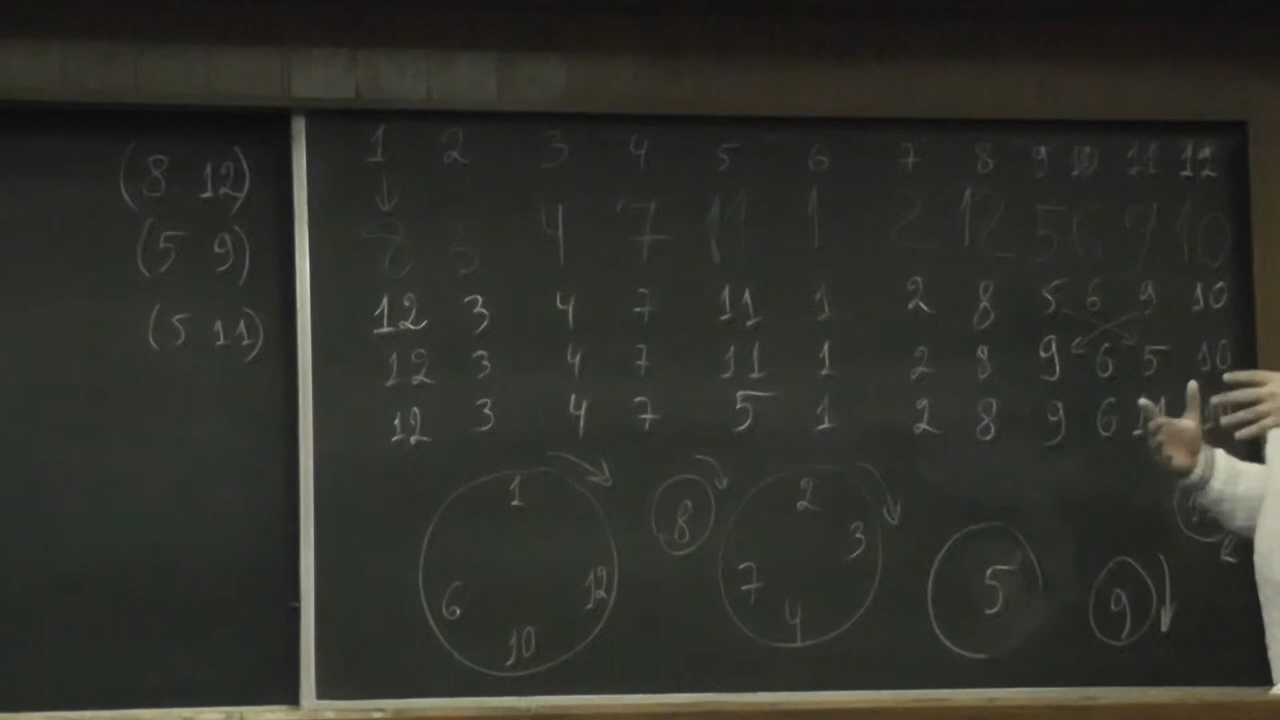 (8 12)
(5 9)
(5 11)
1 2 3 4 5 6 7 8 9 10 11 12
↓
8 3 4 7 11 1 2 12 5 6 9 10
12 3 4 7 11 1 2 8 5 6 9 10
12 3 4 7 11 1 2 8 9 6 5 10
12 3 4 7 5 1 2 8 9 6
1 12 10 6
8
2 3 4 7
5
9